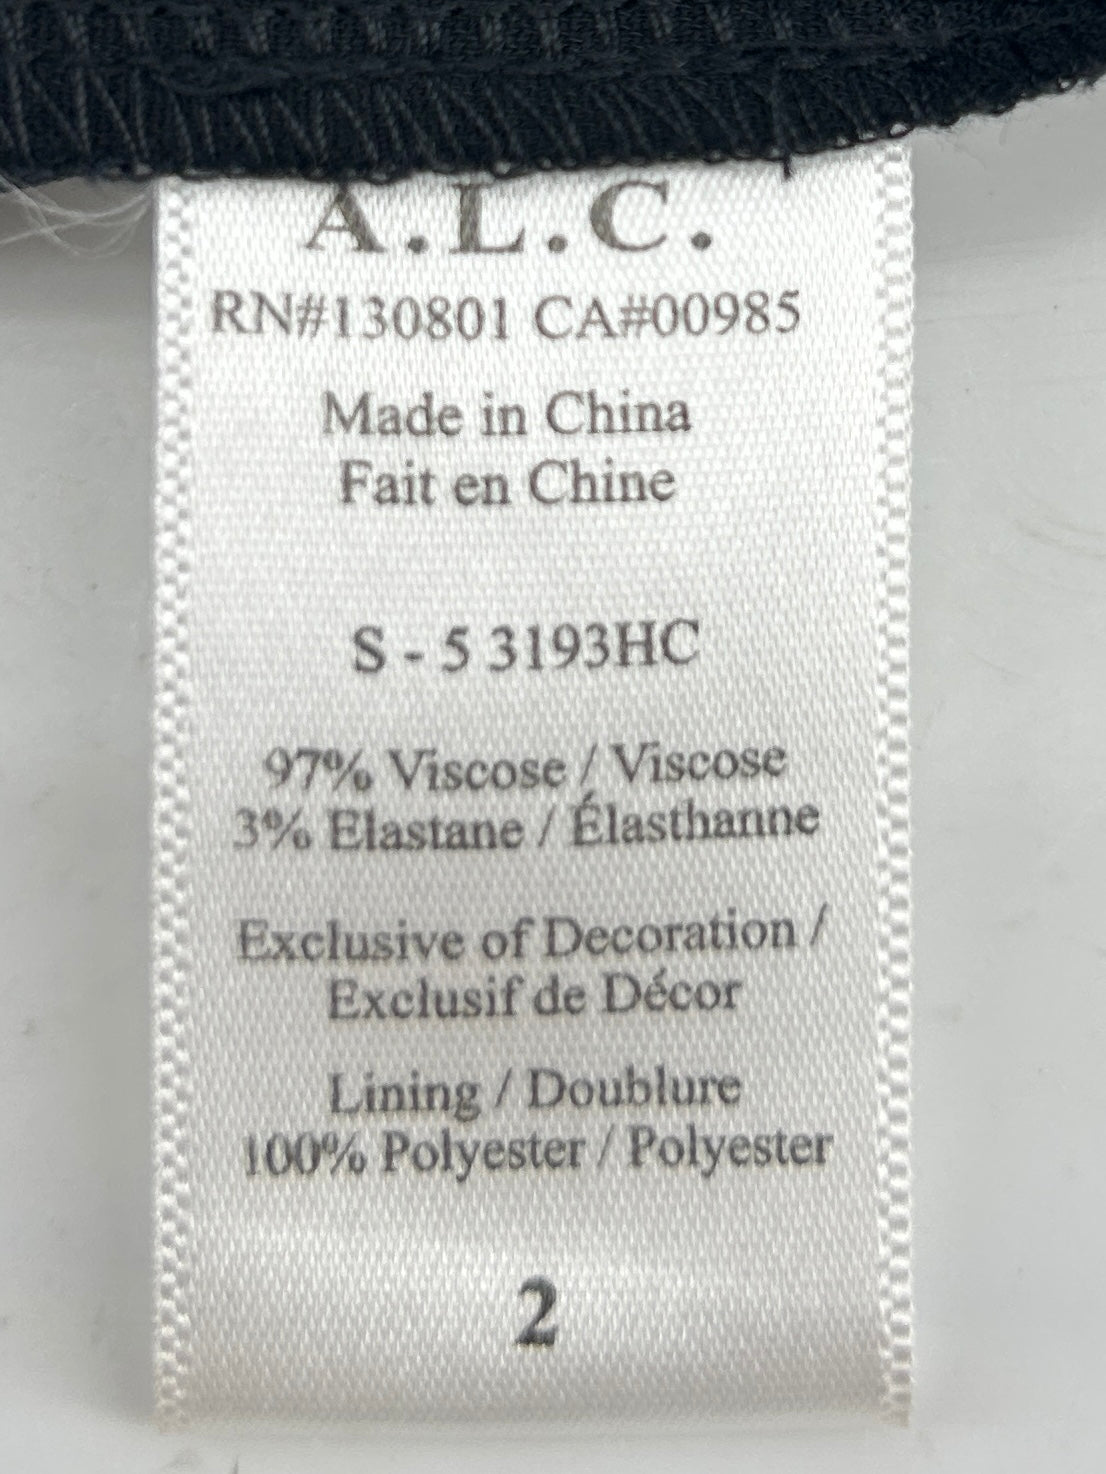 A.L.C.
RN#130801 CA#00985
Made in China
Fait en Chine
S - 5 3193HC
97% Viscose / Viscose
3% Elastane / Élasthanne
Exclusive of Decoration /
Exclusif de Décor
Lining / Doublure
100% Polyester / Polyester
2